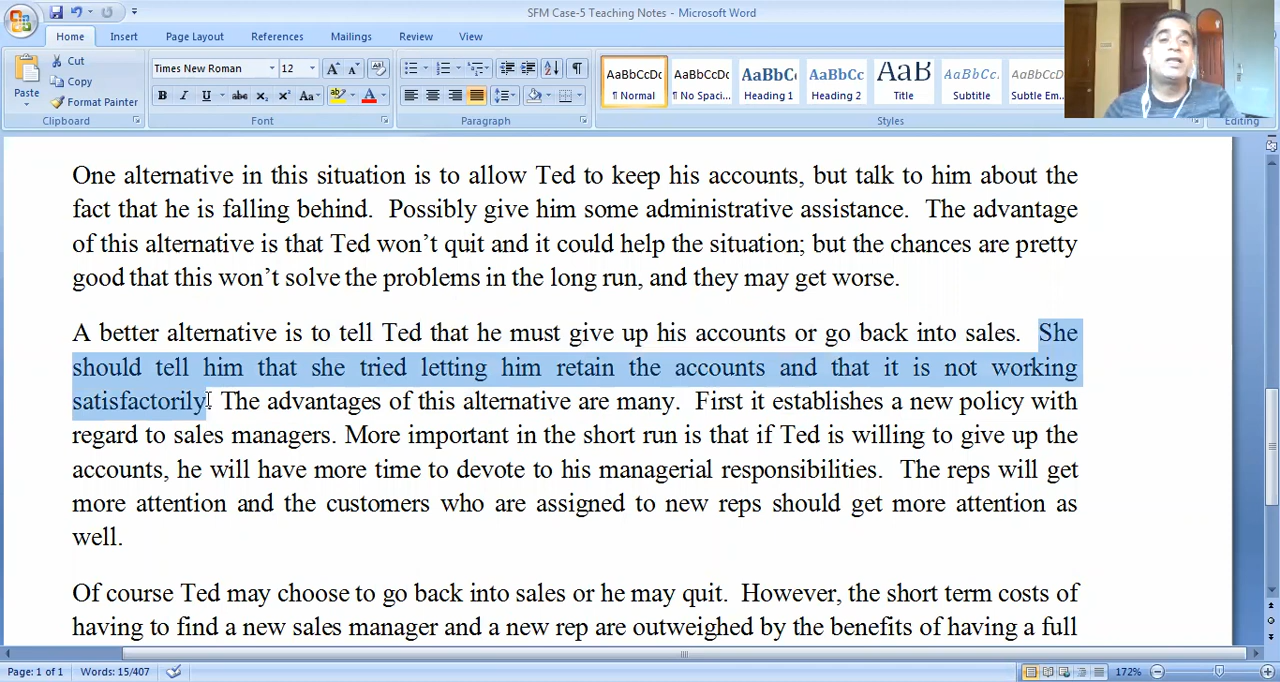 SFM Case-5 Teaching Notes - Microsoft Word
Home Insert Page Layout References Mailings Review View
Paste
Cut
Copy
Format Painter
Clipboard
Times New Roman 12
Font
Paragraph
AaBbCcDc AaBbCcDc AaBbC AaBbCc AaB AaBbCc AaBbCcDc
¶ Normal ¶ No Spaci... Heading 1 Heading 2 Title Subtitle Subtle Em...
Styles
Editing
One alternative in this situation is to allow Ted to keep his accounts, but talk to him about the
fact that he is falling behind. Possibly give him some administrative assistance. The advantage
of this alternative is that Ted won’t quit and it could help the situation; but the chances are pretty
good that this won’t solve the problems in the long run, and they may get worse.
A better alternative is to tell Ted that he must give up his accounts or go back into sales. She
should tell him that she tried letting him retain the accounts and that it is not working
satisfactorily. The advantages of this alternative are many. First it establishes a new policy with
regard to sales managers. More important in the short run is that if Ted is willing to give up the
accounts, he will have more time to devote to his managerial responsibilities. The reps will get
more attention and the customers who are assigned to new reps should get more attention as
well.
Of course Ted may choose to go back into sales or he may quit. However, the short term costs of
having to find a new sales manager and a new rep are outweighed by the benefits of having a full
Page: 1 of 1 Words: 15/407 172%